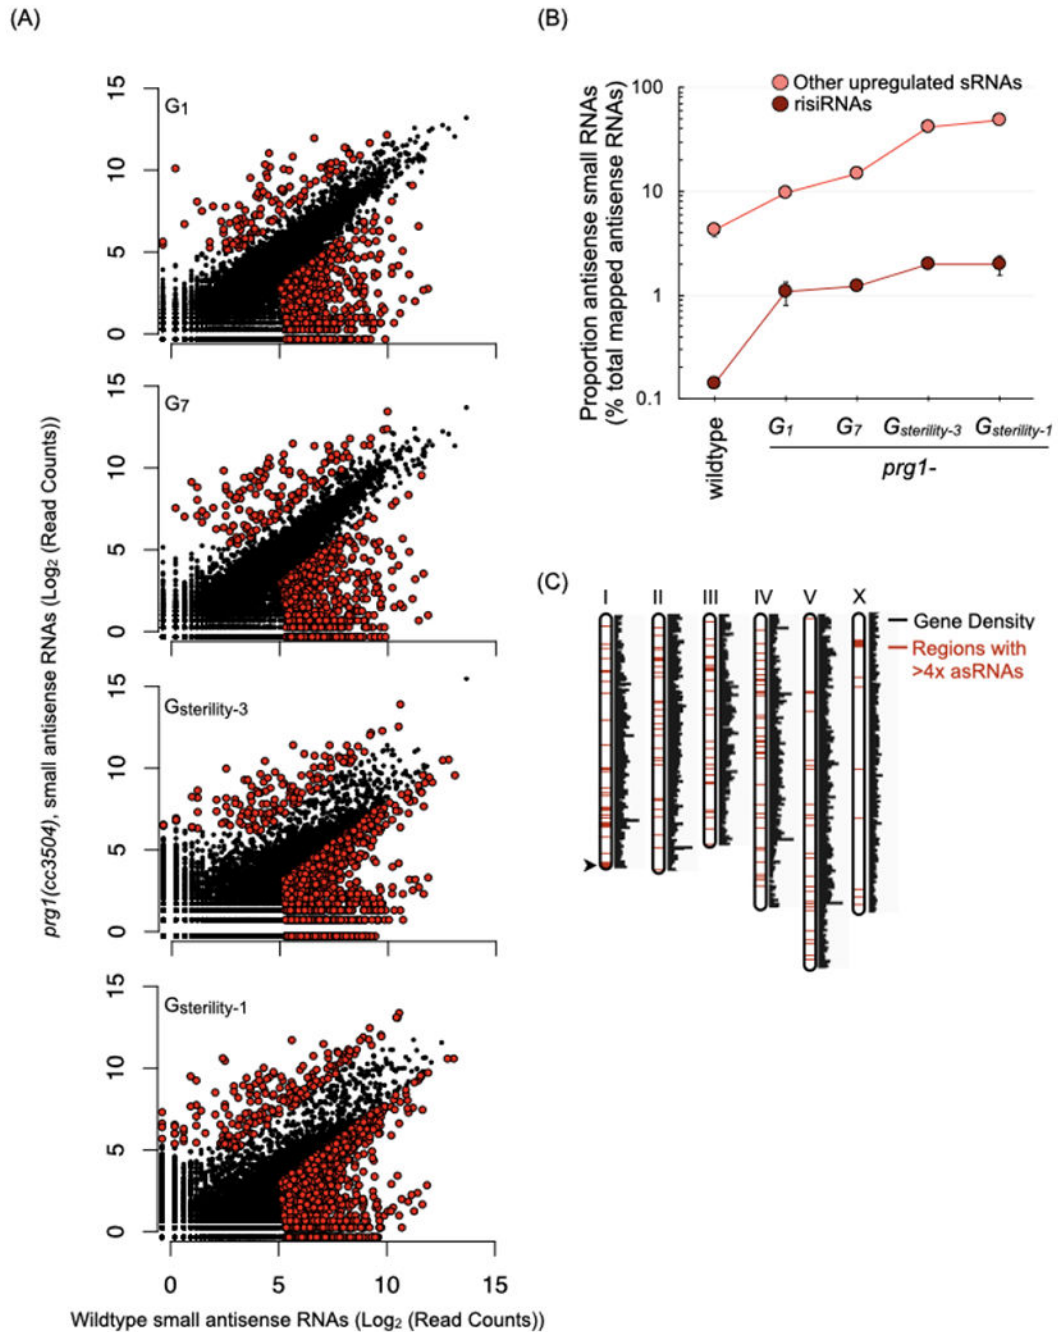 (A)
15
10
5
0
G1
15
10
5
0
G7
15
10
5
0
Gsterility-3
15
10
5
0
Gsterility-1
0 5 10 15
prg1(cc3504), small antisense RNAs (Log2 (Read Counts))
Wildtype small antisense RNAs (Log2 (Read Counts))
(B)
Proportion antisense small RNAs
(% total mapped antisense RNAs)
100
10
1
0.1
Other upregulated sRNAs
risiRNAs
wildtype
G1 G7 Gsterility-3 Gsterility-1
prg1-
(C)
I II III IV V X
Gene Density
Regions with
>4x asRNAs